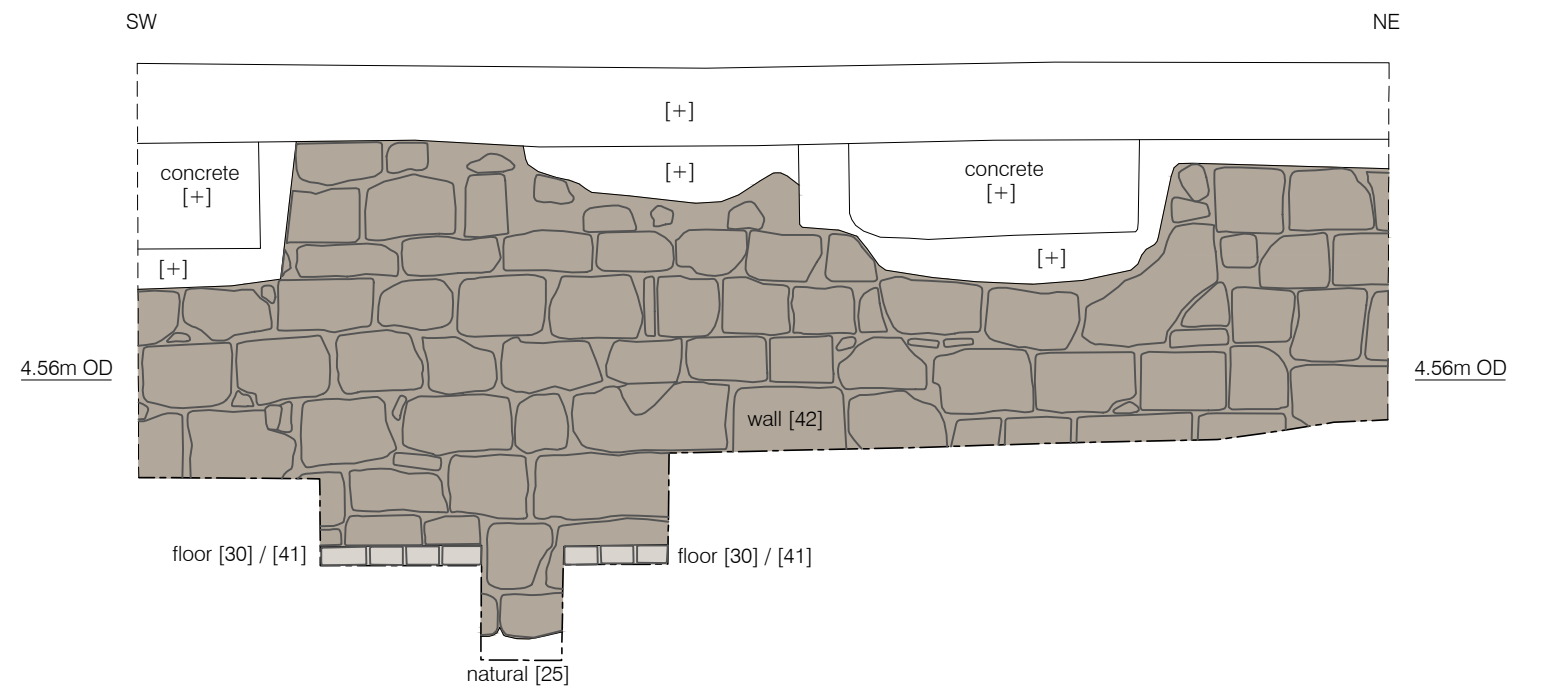 SW
NE
[+]
concrete
[+]
[+]
concrete
[+]
[+]
[+]
4.56m OD
4.56m OD
wall [42]
floor [30] / [41]
floor [30] / [41]
natural [25]